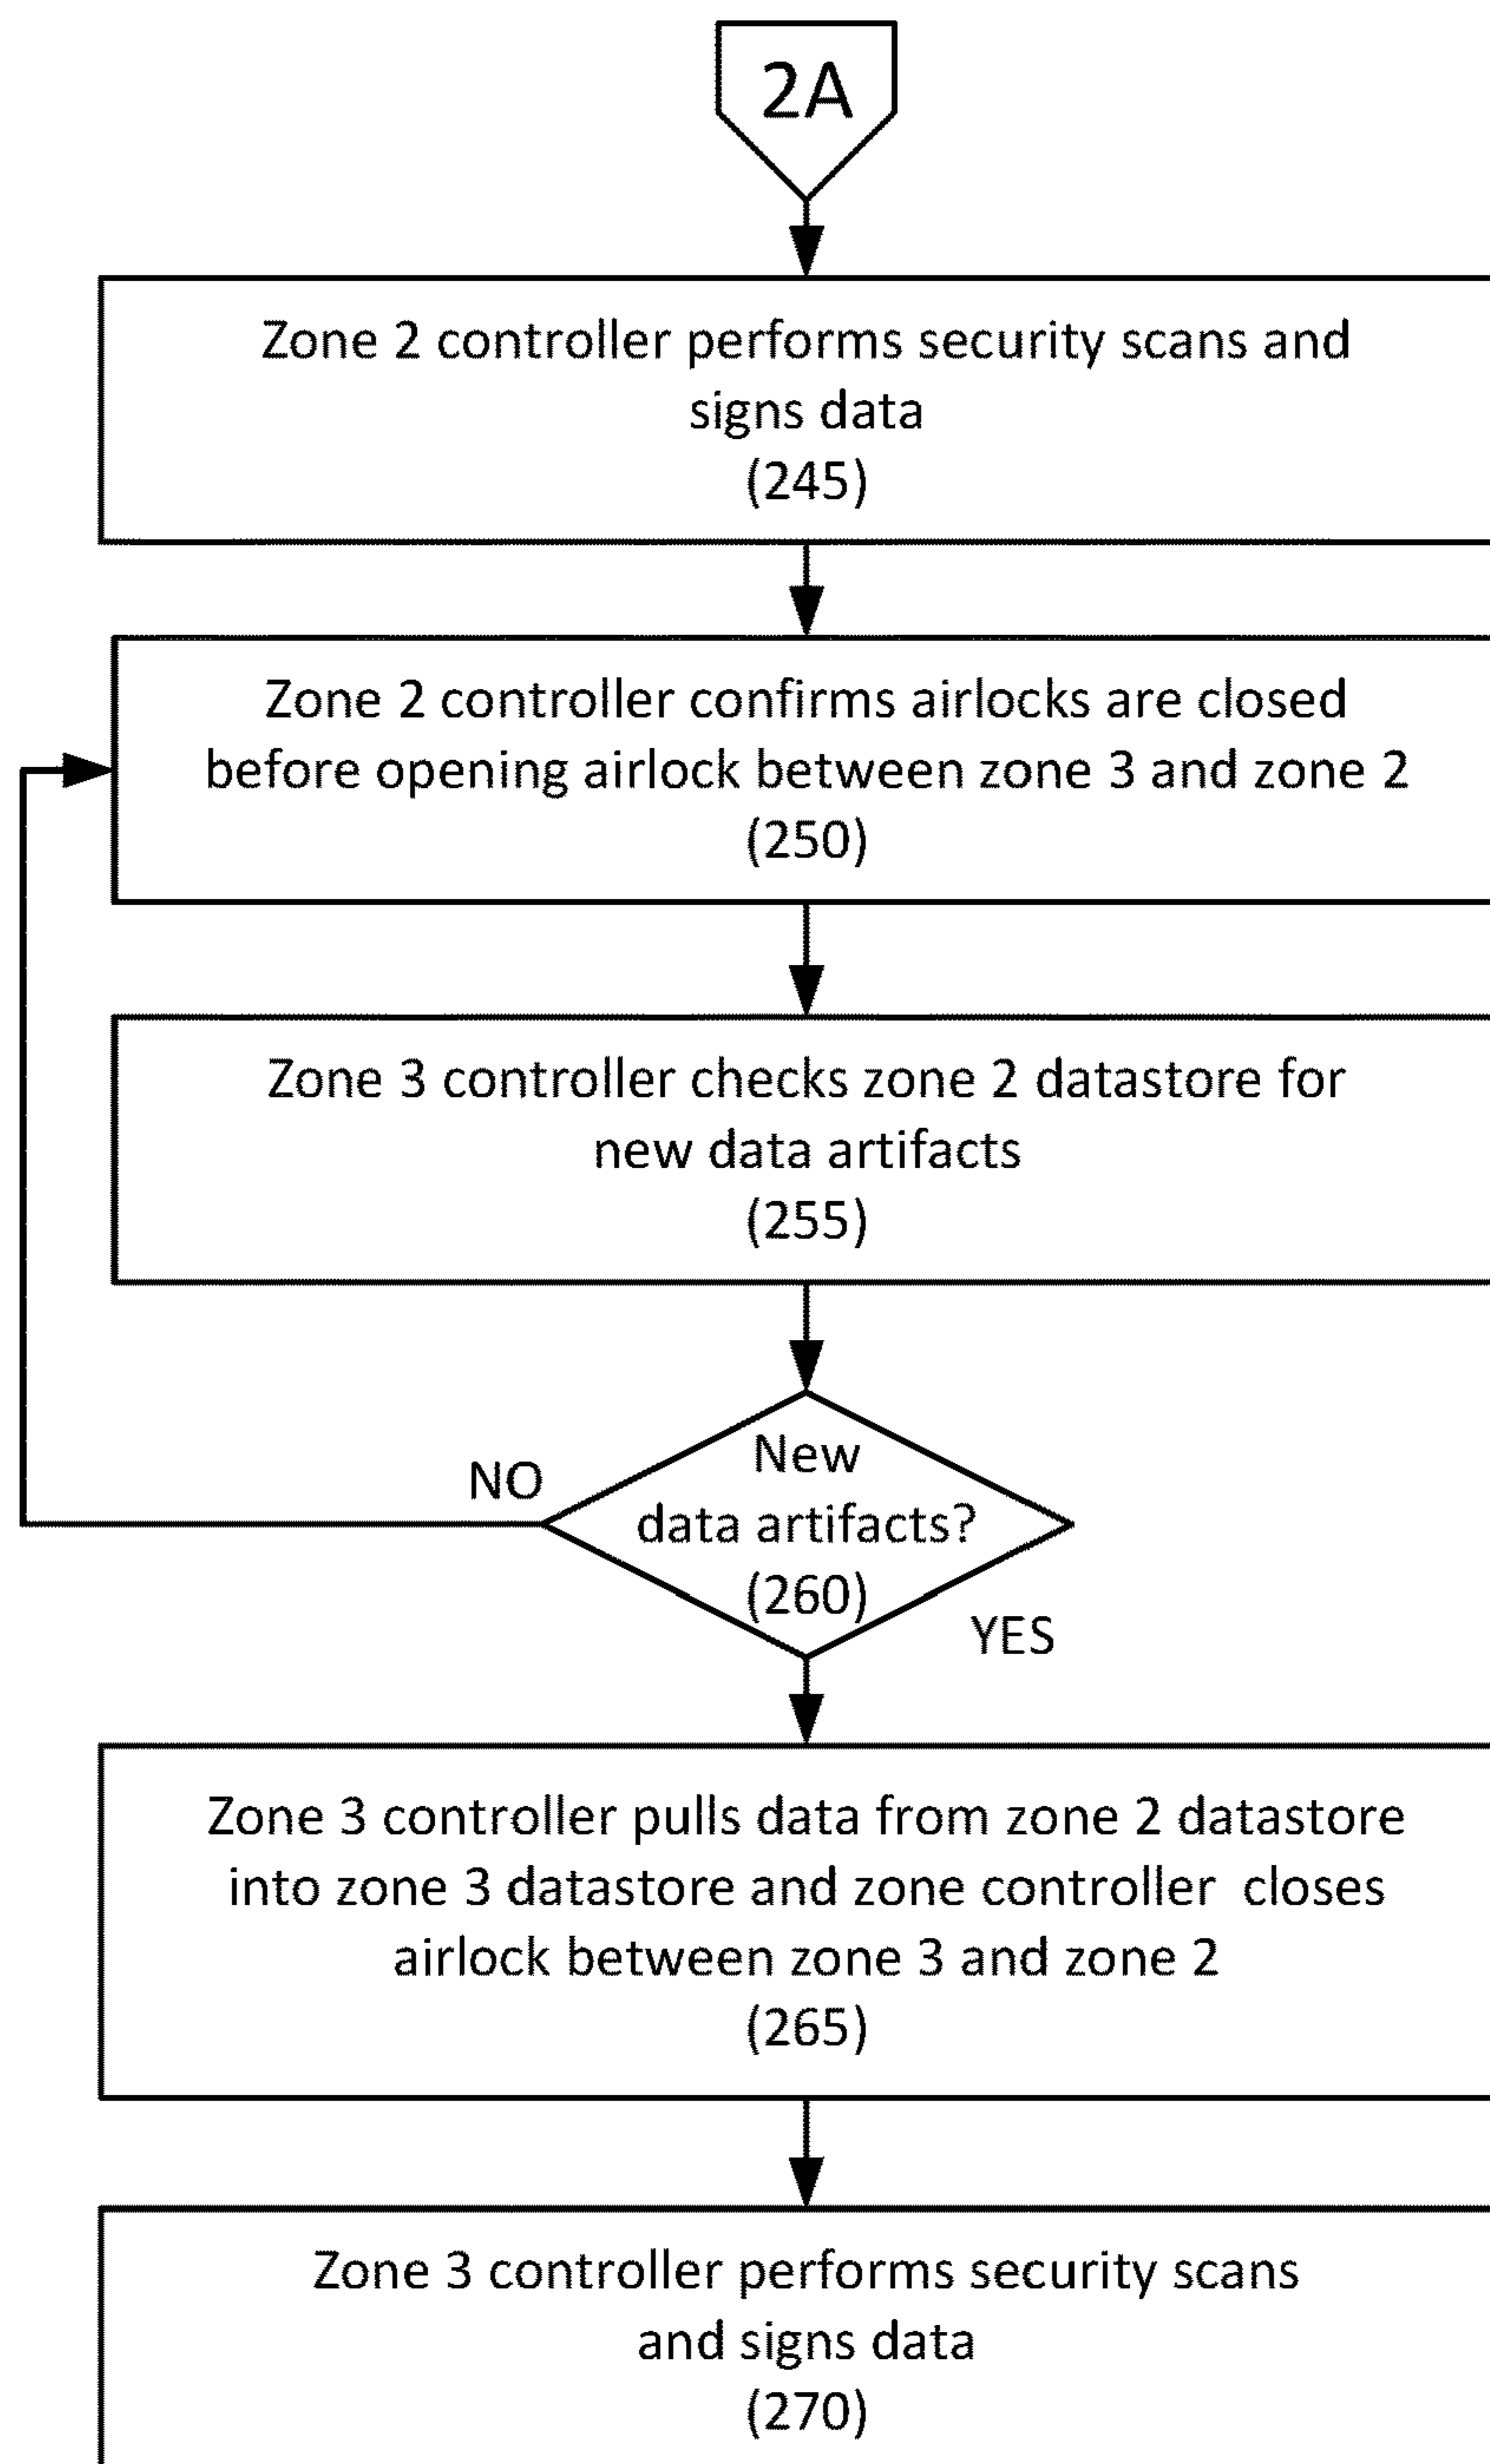 2A
Zone 2 controller performs security scans and
signs data
(245)
Zone 2 controller confirms airlocks are closed
before opening airlock between zone 3 and zone 2
(250)
Zone 3 controller checks zone 2 datastore for
new data artifacts
(255)
New
data artifacts?
(260)
NO
YES
Zone 3 controller pulls data from zone 2 datastore
into zone 3 datastore and zone controller  closes
airlock between zone 3 and zone 2
(265)
Zone 3 controller performs security scans
and signs data
(270)